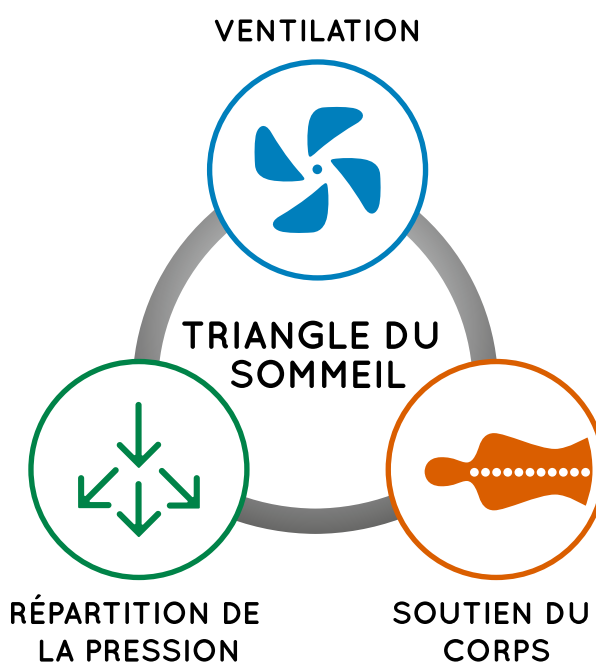 VENTILATION
TRIANGLE DU
SOMMEIL
RÉPARTITION DE
LA PRESSION
SOUTIEN DU
CORPS